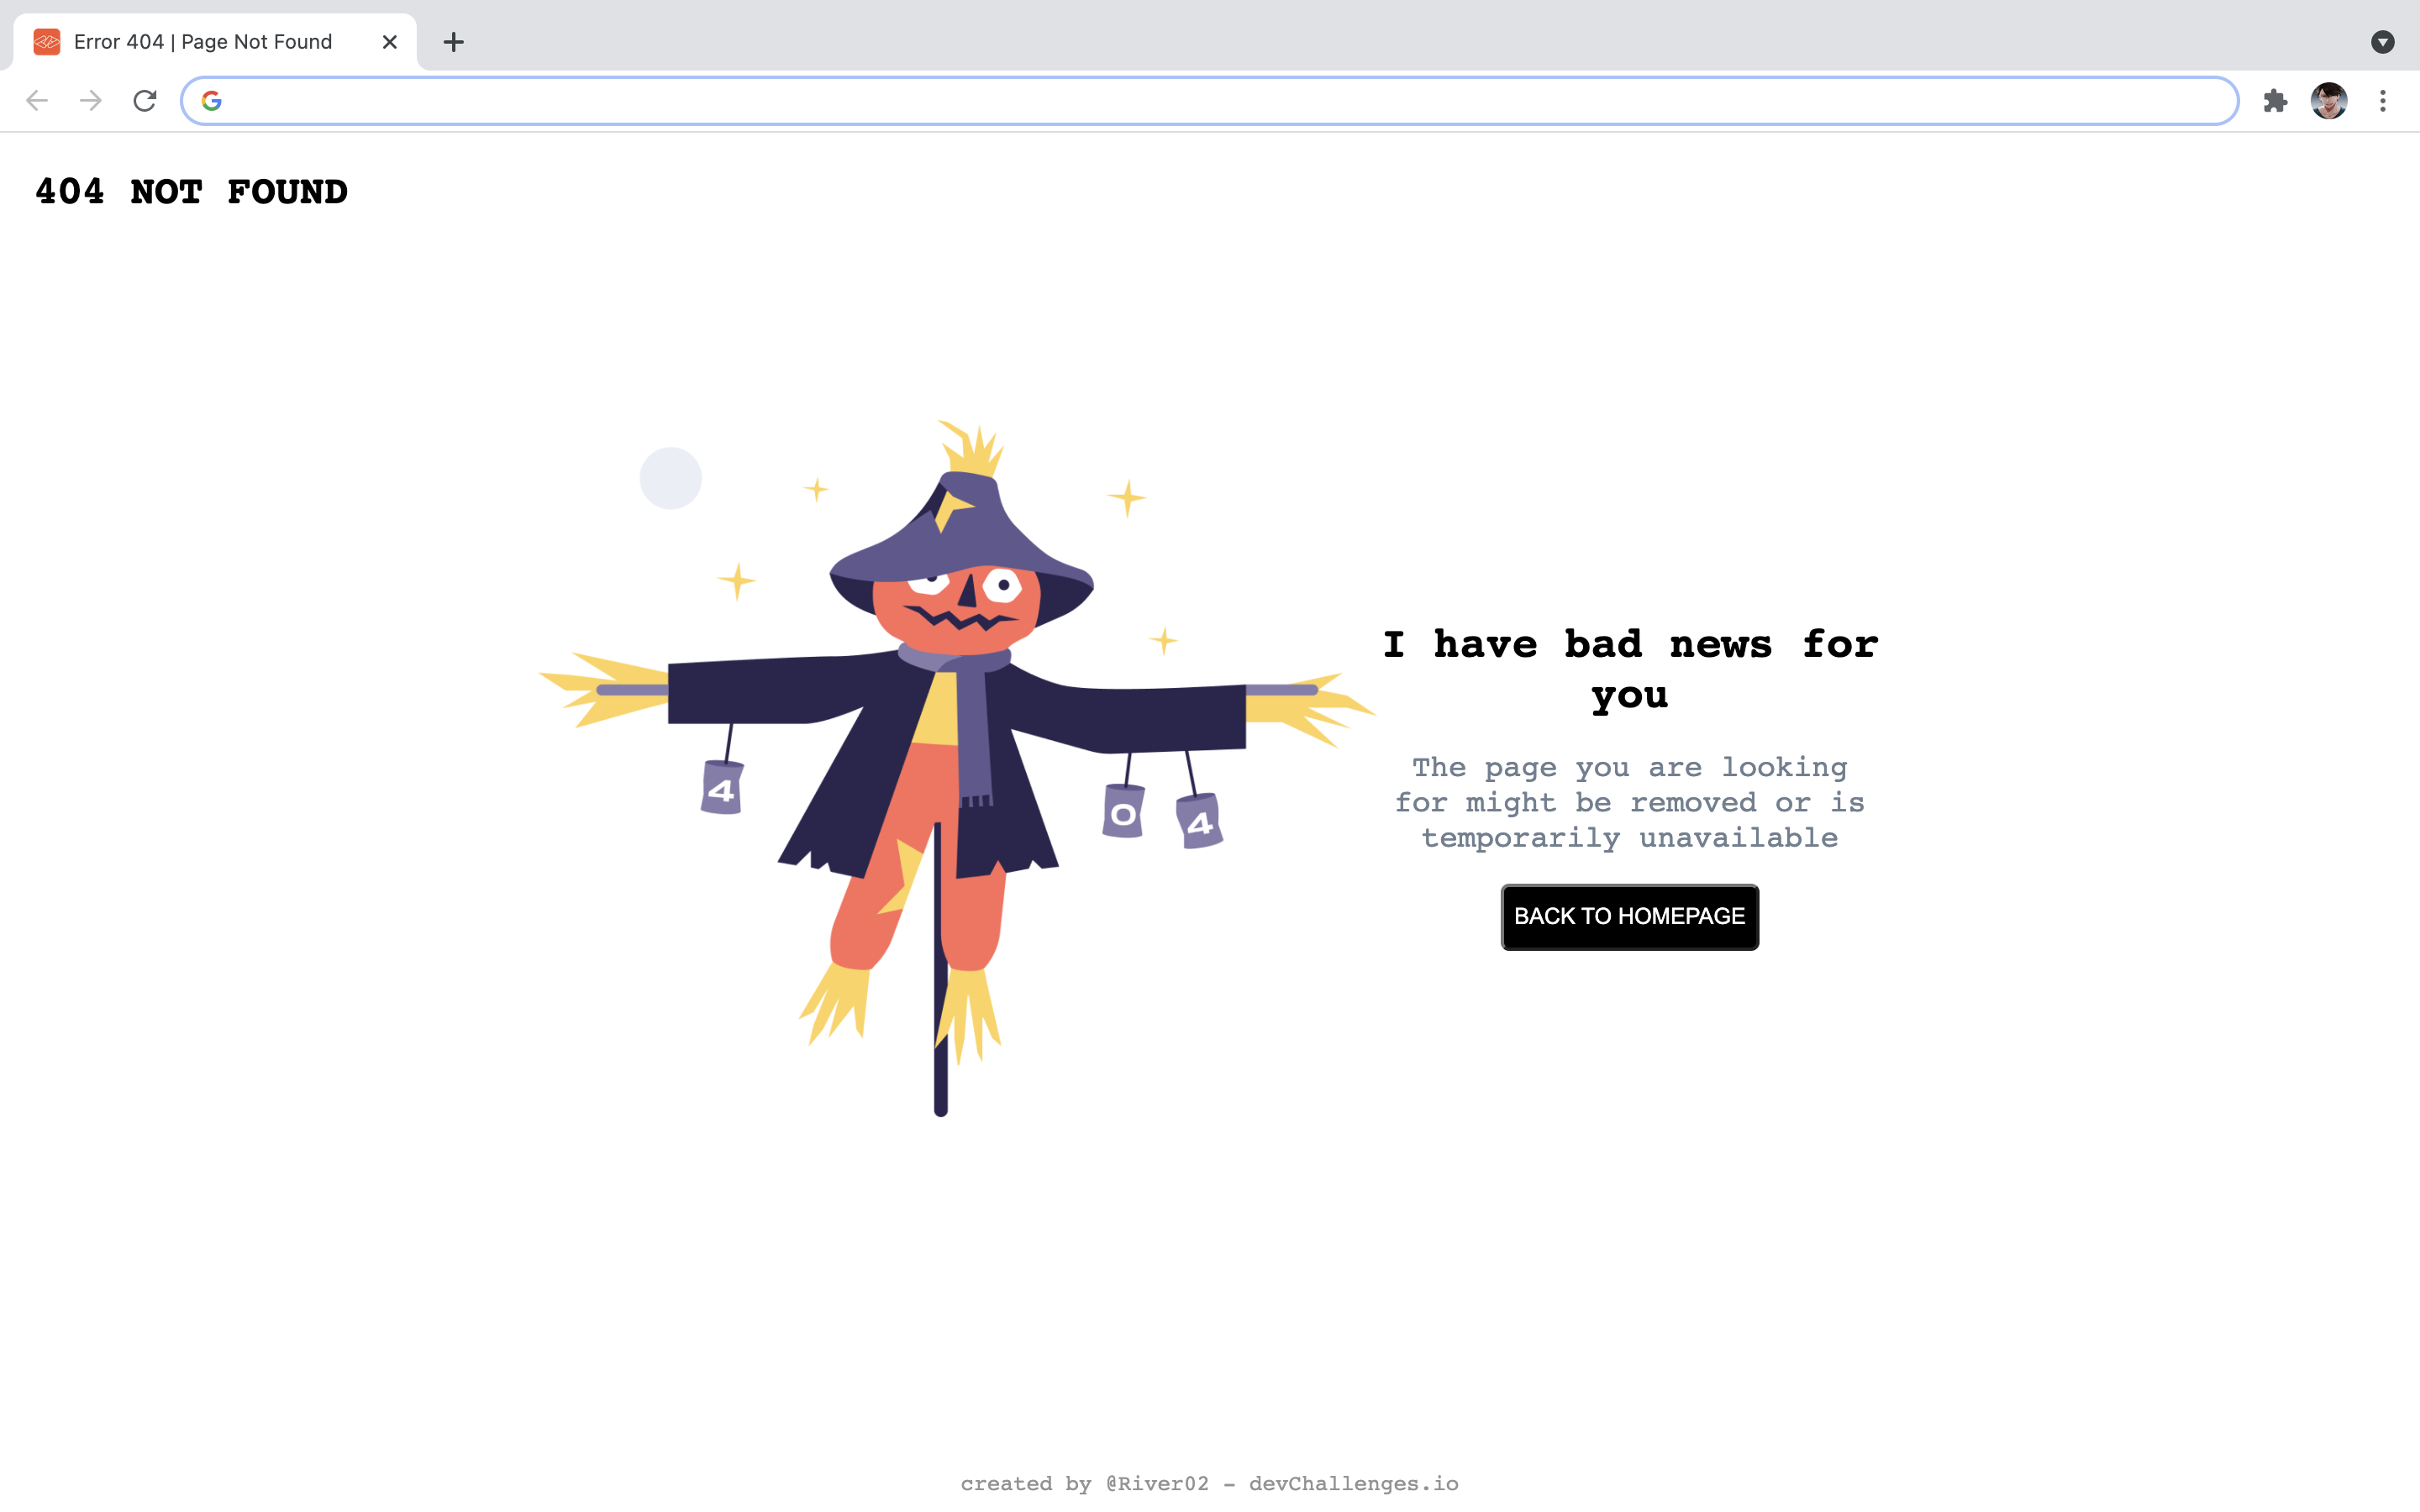 Error 404 | Page Not Found
404 NOT FOUND
I have bad news for
you
The page you are looking
for might be removed or is
temporarily unavailable
4
0
4
BACK TO HOMEPAGE
created by @River02 - devChallenges.io